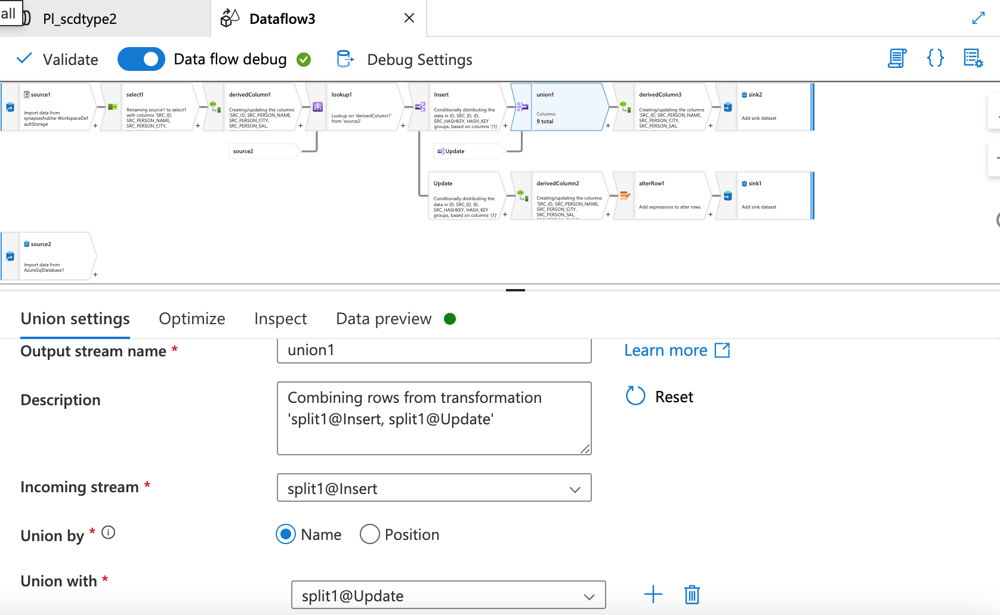 all
Pl_scdtype2
Dataflow3
Validate
Data flow debug
Debug Settings
source1
Import data from
synapseshubha-WorkspaceDef
aultStorage
+
select1
Renaming source1 to select1
with columns 'SRC_ID,
SRC_PERSON_NAME,
SRC_PERSON_CITY,
+
derivedColumn1
Creating/updating the columns
'SRC_ID, SRC_PERSON_NAME,
SRC_PERSON_CITY,
SRC_PERSON_SAL,
+
lookup1
Lookup on 'derivedColumn1'
from 'source2'
+
Insert
Conditionally distributing the
data in ID, SRC_ID, ID,
SRC_HASHKEY, HASH_KEY
groups, based on columns '{1}'
+
union1
Columns:
9 total
+
derivedColumn3
Creating/updating the columns
'SRC_ID, SRC_PERSON_NAME,
SRC_PERSON_CITY,
SRC_PERSON_SAL,
+
sink2
Add sink dataset
source2
Update
Update
Conditionally distributing the
data in ID, SRC_ID, ID,
SRC_HASHKEY, HASH_KEY
groups, based on columns '{1}'
+
derivedColumn2
Creating/updating the columns
'SRC_ID, SRC_PERSON_NAME,
SRC_PERSON_CITY,
SRC_PERSON_SAL,
+
alterRow1
Add expressions to alter rows
+
sink1
Add sink dataset
source2
Import data from
AzureSqlDatabase1
+
Union settings
Optimize
Inspect
Data preview
Output stream name *
union1
Learn more
Description
Combining rows from transformation
'split1@Insert, split1@Update'
Reset
Incoming stream *
split1@Insert
Union by *
Name
Position
Union with *
split1@Update